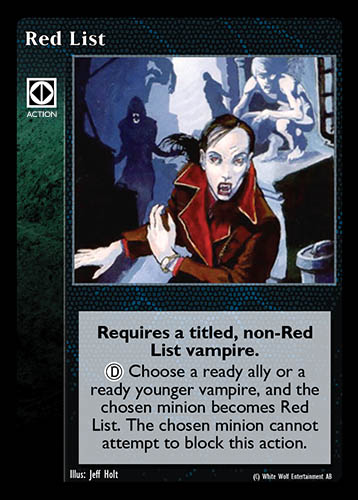 Red List
ACTION
Requires a titled, non-Red
List vampire.
Ⓓ Choose a ready ally or a
ready younger vampire, and the
chosen minion becomes Red
List. The chosen minion cannot
attempt to block this action.
Illus: Jeff Holt
(C) White Wolf Entertainment AB